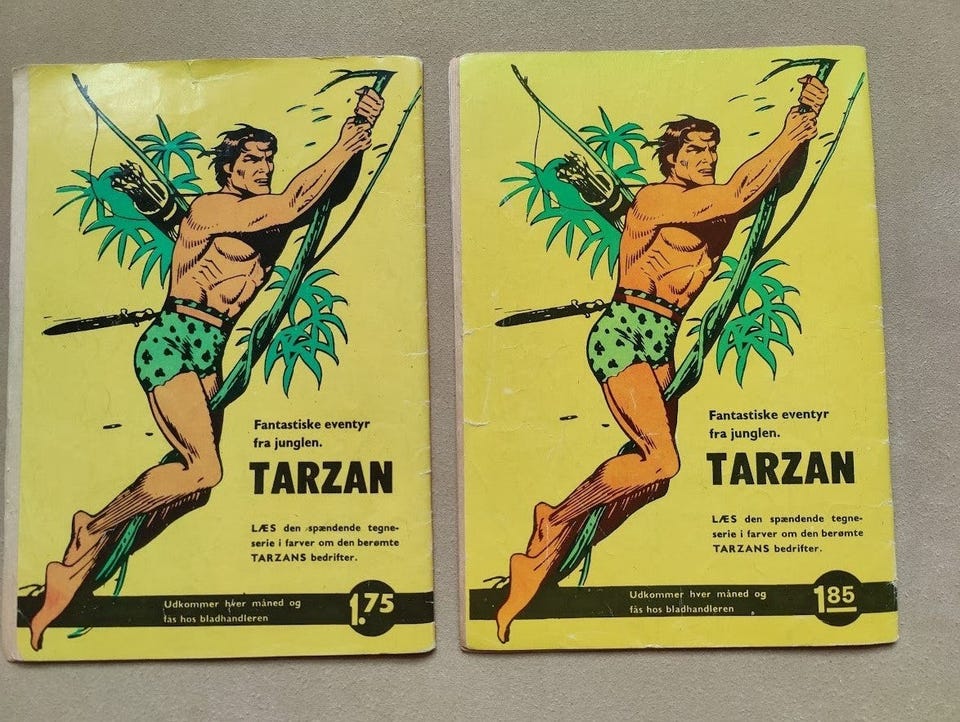 Fantastiske eventyr
fra junglen.
TARZAN
LÆS den spændende tegne-
serie i farver om den berømte
TARZANS bedrifter.
Udkommer hver måned og
fås hos bladhandleren
1.75
Fantastiske eventyr
fra junglen.
TARZAN
LÆS den spændende tegne-
serie i farver om den berømte
TARZANS bedrifter.
Udkommer hver måned og
fås hos bladhandleren
185